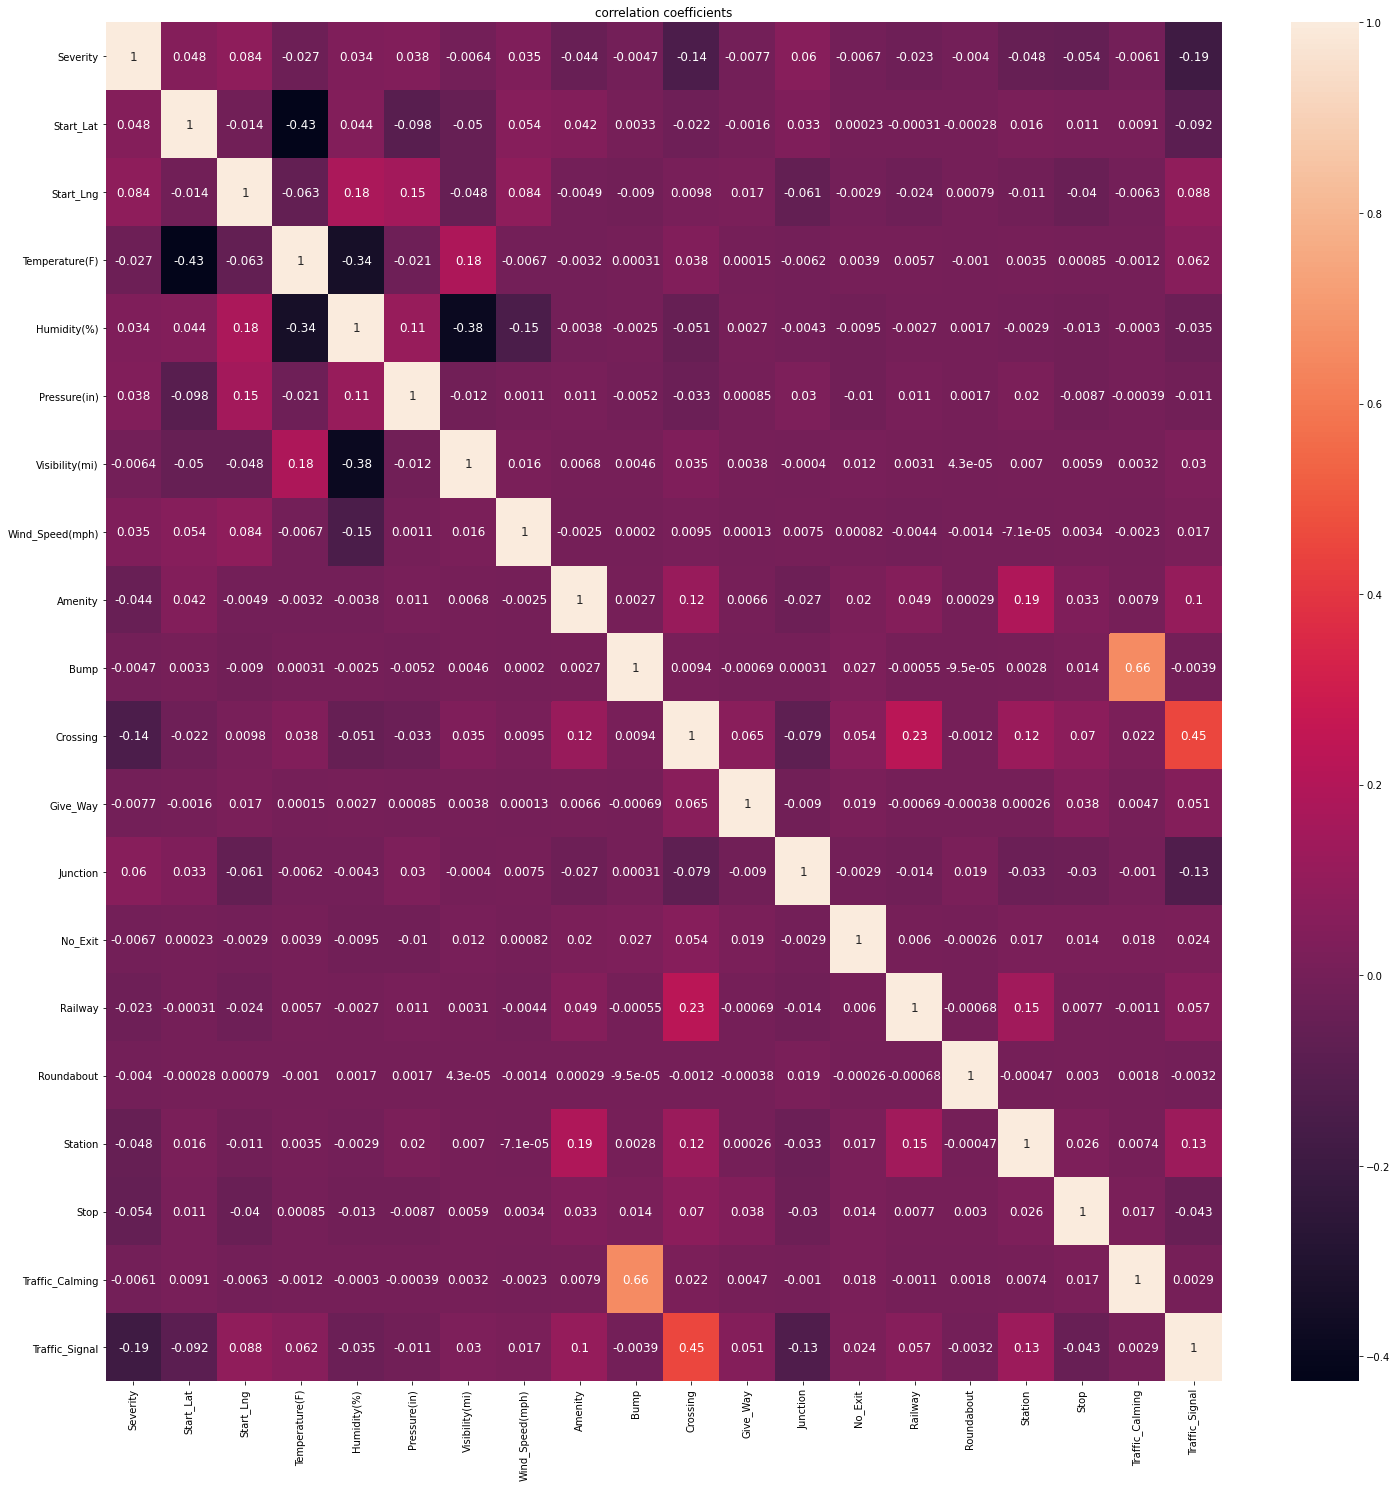 correlation coefficients
Severity 1 0.048 0.084 -0.027 0.034 0.038 -0.0064 0.035 -0.044 -0.0047 -0.14 -0.0077 0.06 -0.0067 -0.023 -0.004 -0.048 -0.054 -0.0061 -0.19
Start_Lat 0.048 1 -0.014 -0.43 0.044 -0.098 -0.05 0.054 0.042 0.0033 -0.022 -0.0016 0.033 0.00023 -0.00031 -0.00028 0.016 0.011 0.0091 -0.092
Start_Lng 0.084 -0.014 1 -0.063 0.18 0.15 -0.048 0.084 -0.0049 -0.009 0.0098 0.017 -0.061 -0.0029 -0.024 0.00079 -0.011 -0.04 -0.0063 0.088
Temperature(F) -0.027 -0.43 -0.063 1 -0.34 -0.021 0.18 -0.0067 -0.0032 0.00031 0.038 0.00015 -0.0062 0.0039 0.0057 -0.001 0.0035 0.00085 -0.0012 0.062
Humidity(%) 0.034 0.044 0.18 -0.34 1 0.11 -0.38 -0.15 -0.0038 -0.0025 -0.051 0.0027 -0.0043 -0.0095 -0.0027 0.0017 -0.0029 -0.013 -0.0003 -0.035
Pressure(in) 0.038 -0.098 0.15 -0.021 0.11 1 -0.012 0.0011 0.011 -0.0052 -0.033 0.00085 0.03 -0.01 0.011 0.0017 0.02 -0.0087 -0.00039 -0.011
Visibility(mi) -0.0064 -0.05 -0.048 0.18 -0.38 -0.012 1 0.016 0.0068 0.0046 0.035 0.0038 -0.0004 0.012 0.0031 4.3e-05 0.007 0.0059 0.0032 0.03
Wind_Speed(mph) 0.035 0.054 0.084 -0.0067 -0.15 0.0011 0.016 1 -0.0025 0.0002 0.0095 0.00013 0.0075 0.00082 -0.0044 -0.0014 -7.1e-05 0.0034 -0.0023 0.017
Amenity -0.044 0.042 -0.0049 -0.0032 -0.0038 0.011 0.0068 -0.0025 1 0.0027 0.12 0.0066 -0.027 0.02 0.049 0.00029 0.19 0.033 0.0079 0.1
Bump -0.0047 0.0033 -0.009 0.00031 -0.0025 -0.0052 0.0046 0.0002 0.0027 1 0.0094 -0.00069 0.00031 0.027 -0.00055 -9.5e-05 0.0028 0.014 0.66 -0.0039
Crossing -0.14 -0.022 0.0098 0.038 -0.051 -0.033 0.035 0.0095 0.12 0.0094 1 0.065 -0.079 0.054 0.23 -0.0012 0.12 0.07 0.022 0.45
Give_Way -0.0077 -0.0016 0.017 0.00015 0.0027 0.00085 0.0038 0.00013 0.0066 -0.00069 0.065 1 -0.009 0.019 -0.00069 -0.00038 0.00026 0.038 0.0047 0.051
Junction 0.06 0.033 -0.061 -0.0062 -0.0043 0.03 -0.0004 0.0075 -0.027 0.00031 -0.079 -0.009 1 -0.0029 -0.014 0.019 -0.033 -0.03 -0.001 -0.13
No_Exit -0.0067 0.00023 -0.0029 0.0039 -0.0095 -0.01 0.012 0.00082 0.02 0.027 0.054 0.019 -0.0029 1 0.006 -0.00026 0.017 0.014 0.018 0.024
Railway -0.023 -0.00031 -0.024 0.0057 -0.0027 0.011 0.0031 -0.0044 0.049 -0.00055 0.23 -0.00069 -0.014 0.006 1 -0.00068 0.15 0.0077 -0.0011 0.057
Roundabout -0.004 -0.00028 0.00079 -0.001 0.0017 0.0017 4.3e-05 -0.0014 0.00029 -9.5e-05 -0.0012 -0.00038 0.019 -0.00026 -0.00068 1 -0.00047 0.003 0.0018 -0.0032
Station -0.048 0.016 -0.011 0.0035 -0.0029 0.02 0.007 -7.1e-05 0.19 0.0028 0.12 0.00026 -0.033 0.017 0.15 -0.00047 1 0.026 0.0074 0.13
Stop -0.054 0.011 -0.04 0.00085 -0.013 -0.0087 0.0059 0.0034 0.033 0.014 0.07 0.038 -0.03 0.014 0.0077 0.003 0.026 1 0.017 -0.043
Traffic_Calming -0.0061 0.0091 -0.0063 -0.0012 -0.0003 -0.00039 0.0032 -0.0023 0.0079 0.66 0.022 0.0047 -0.001 0.018 -0.0011 0.0018 0.0074 0.017 1 0.0029
Traffic_Signal -0.19 -0.092 0.088 0.062 -0.035 -0.011 0.03 0.017 0.1 -0.0039 0.45 0.051 -0.13 0.024 0.057 -0.0032 0.13 -0.043 0.0029 1
Severity Start_Lat Start_Lng Temperature(F) Humidity(%) Pressure(in) Visibility(mi) Wind_Speed(mph) Amenity Bump Crossing Give_Way Junction No_Exit Railway Roundabout Station Stop Traffic_Calming Traffic_Signal
1.0
0.8
0.6
0.4
0.2
0.0
−0.2
−0.4